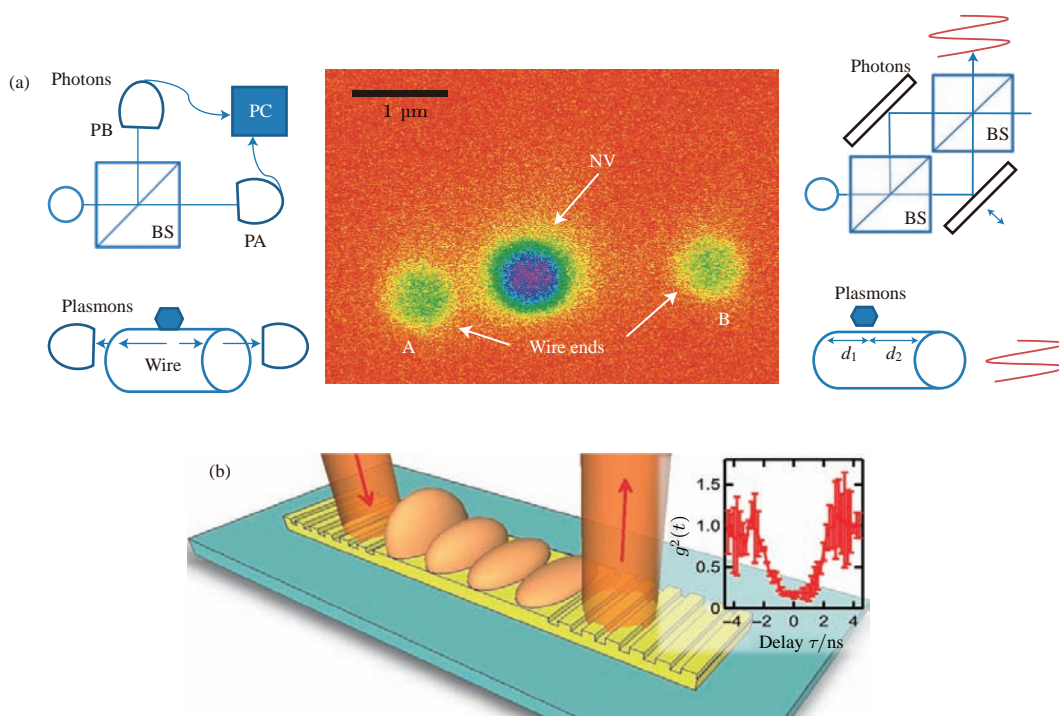 (a)
Photons
PB
PC
BS
PA
Plasmons
Wire
1 μm
NV
A
B
Wire ends
Photons
BS
BS
Plasmons
d₁
d₂
(b)
g²(t)
1.5
1.0
0.5
0
-4 -2 0 2 4
Delay τ/ns